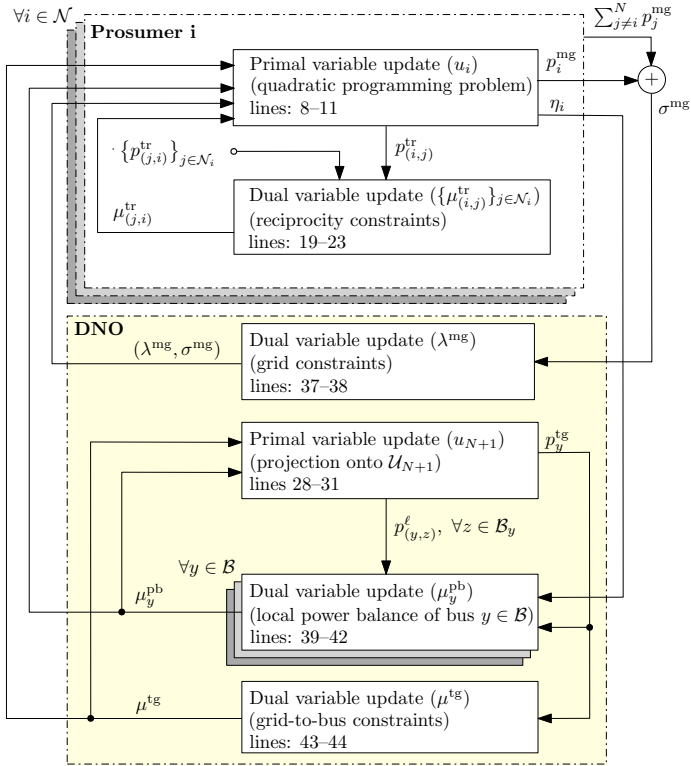 ∀i ∈ 𝒩
Prosumer i
∑_{j≠i}^{N} p_j^{mg}
Primal variable update (u_i)
(quadratic programming problem)
lines: 8–11
p_i^{mg}
+
η_i
σ^{mg}
{p_{(j,i)}^{tr}}_{j∈𝒩_i}
p_{(i,j)}^{tr}
Dual variable update ({μ_{(i,j)}^{tr}}_{j∈𝒩_i})
(reciprocity constraints)
lines: 19–23
μ_{(j,i)}^{tr}
DNO
(λ^{mg}, σ^{mg})
Dual variable update (λ^{mg})
(grid constraints)
lines: 37–38
Primal variable update (u_{N+1})
(projection onto 𝒰_{N+1})
lines 28–31
p_y^{tg}
p_{(y,z)}^{ℓ}, ∀z ∈ ℬ_y
∀y ∈ ℬ
μ_y^{pb}
Dual variable update (μ_y^{pb})
(local power balance of bus y ∈ ℬ)
lines: 39–42
μ^{tg}
Dual variable update (μ^{tg})
(grid-to-bus constraints)
lines: 43–44